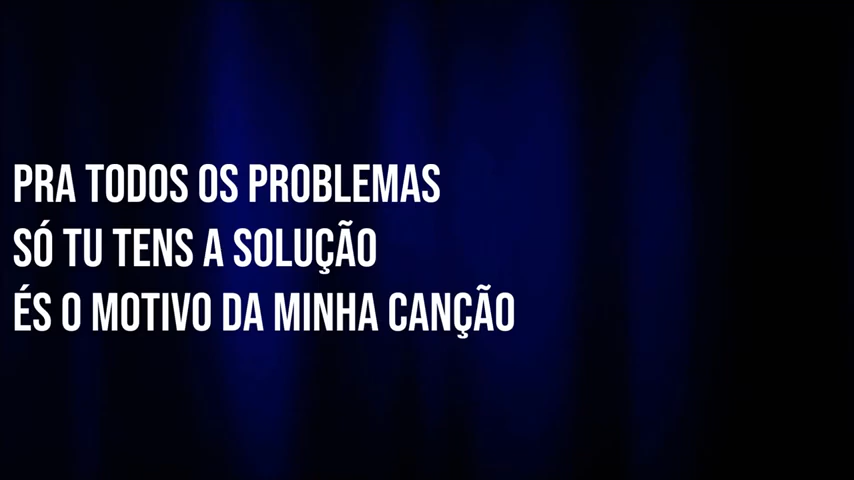 PRA TODOS OS PROBLEMAS
SÓ TU TENS A SOLUÇÃO
ÉS O MOTIVO DA MINHA CANÇÃO